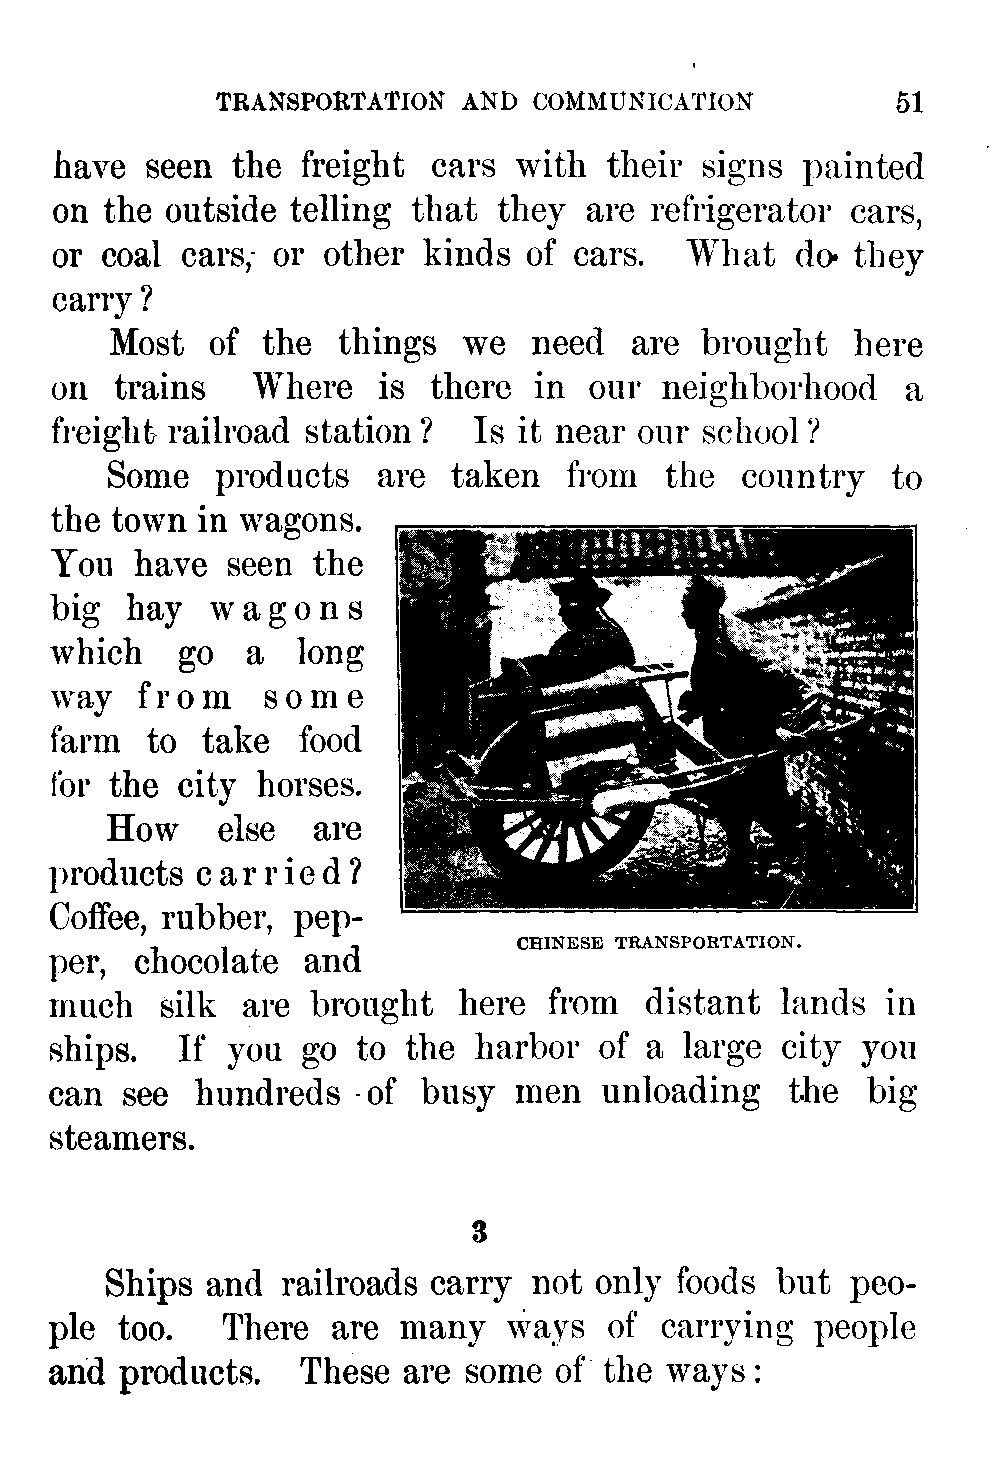 TRANSPORTATION AND COMMUNICATION 51
have seen the freight cars with their signs painted
on the outside telling that they are refrigerator cars,
or coal cars, or other kinds of cars. What do they
carry?
Most of the things we need are brought here
on trains Where is there in our neighborhood a
freight railroad station? Is it near our school?
Some products are taken from the country to
the town in wagons.
You have seen the
big hay wagons
which go a long
way from some
farm to take food
for the city horses.
How else are
products carried?
Coffee, rubber, pep-
per, chocolate and
CHINESE TRANSPORTATION.
much silk are brought here from distant lands in
ships. If you go to the harbor of a large city you
can see hundreds of busy men unloading the big
steamers.
3
Ships and railroads carry not only foods but peo-
ple too. There are many ways of carrying people
and products. These are some of the ways: